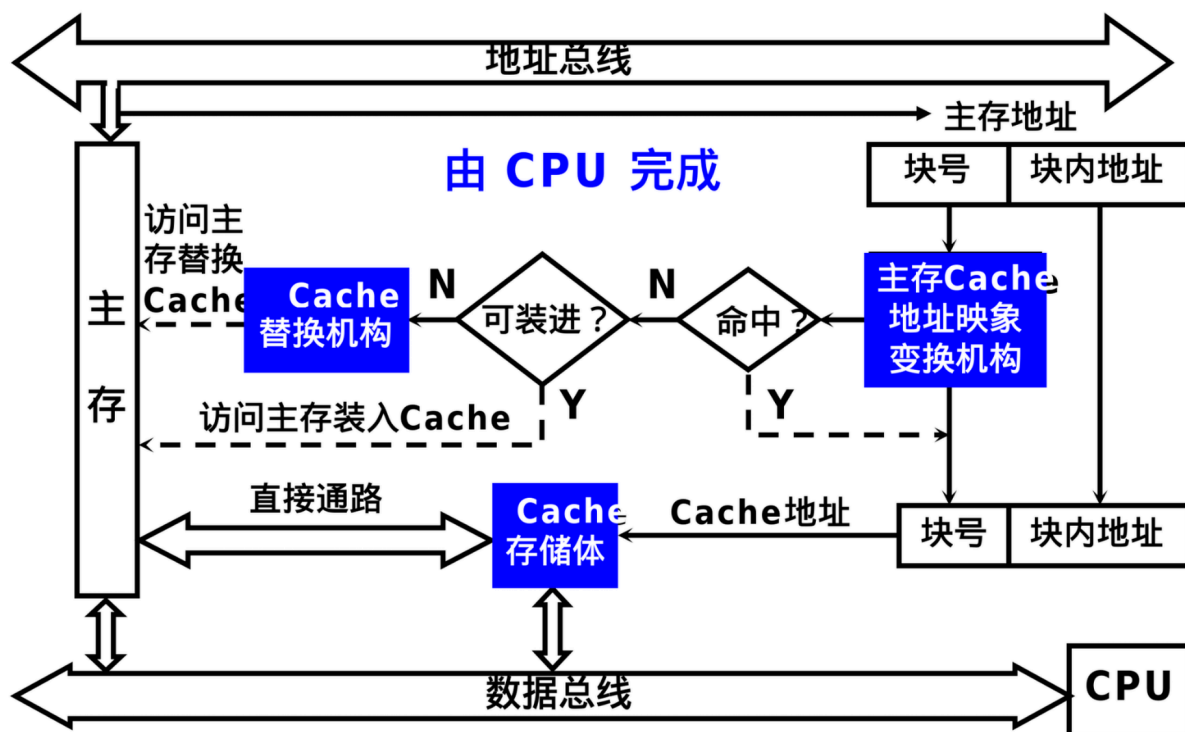 地址总线
主存地址
由 CPU 完成
块号
块内地址
访问主
存替换
Cache
主
存
Cache
替换机构
N
可装进？
N
命中？
主存Cache
地址映象
变换机构
Y
Y
访问主存装入Cache
直接通路
Cache
存储体
Cache地址
块号
块内地址
数据总线
CPU